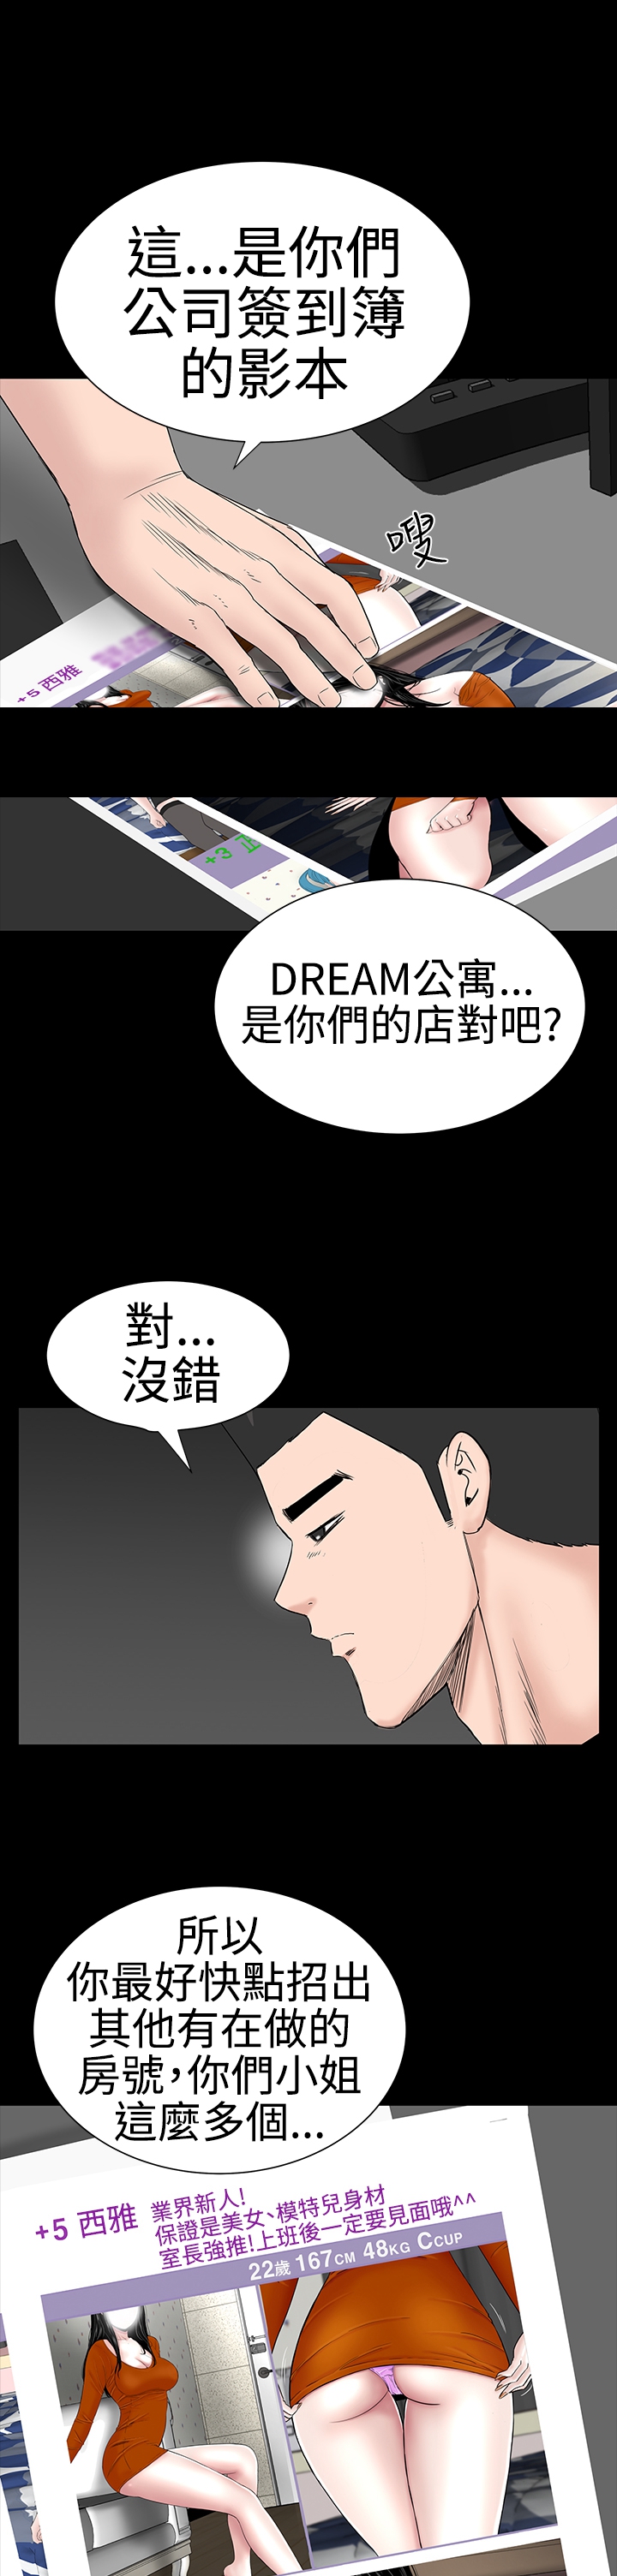 這...是你們
公司簽到簿
的影本
嗖
+5 西雅
+3
DREAM公寓...
是你們的店對吧?
對...
沒錯
所以
你最好快點招出
其他有在做的
房號,你們小姐
這麼多個...
+5 西雅
業界新人!
保證是美女、模特兒身材
室長強推!上班後一定要見面哦^^
22歲 167CM 48KG CCUP